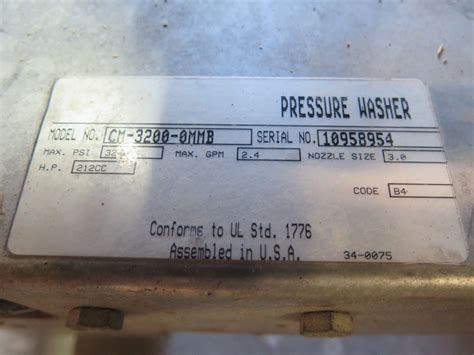 PRESSURE WASHER
MODEL NO. CM-3200-0MMB SERIAL NO. 10958954
MAX. PSI MAX. GPM 2.4 NOZZLE SIZE 3.0
H.P. 212CC
CODE B4
Conforms to UL Std. 1776
Assembled in U.S.A. 34-0075